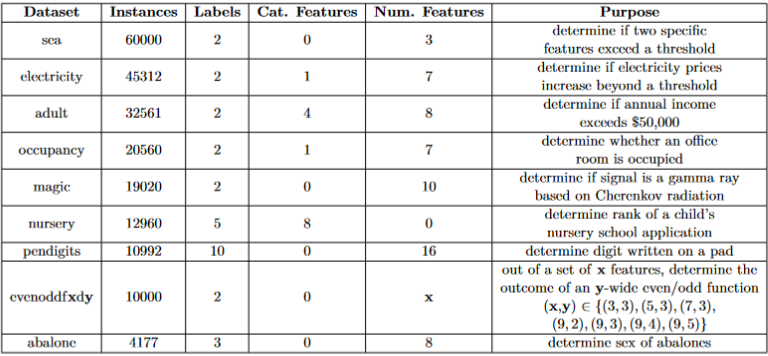 Dataset Instances Labels Cat. Features Num. Features Purpose
sea 60000 2 0 3 determine if two specific
features exceed a threshold
electricity 45312 2 1 7 determine if electricity prices
increase beyond a threshold
adult 32561 2 4 8 determine if annual income
exceeds $50,000
occupancy 20560 2 1 7 determine whether an office
room is occupied
magic 19020 2 0 10 determine if signal is a gamma ray
based on Cherenkov radiation
nursery 12960 5 8 0 determine rank of a child's
nursery school application
pendigits 10992 10 0 16 determine digit written on a pad
evenoddfxdy 10000 2 0 x out of a set of x features, determine the
outcome of an y-wide even/odd function
(x,y) ∈ {(3, 3), (5, 3), (7, 3),
(9, 2), (9, 3), (9, 4), (9, 5)}
abalone 4177 3 0 8 determine sex of abalones